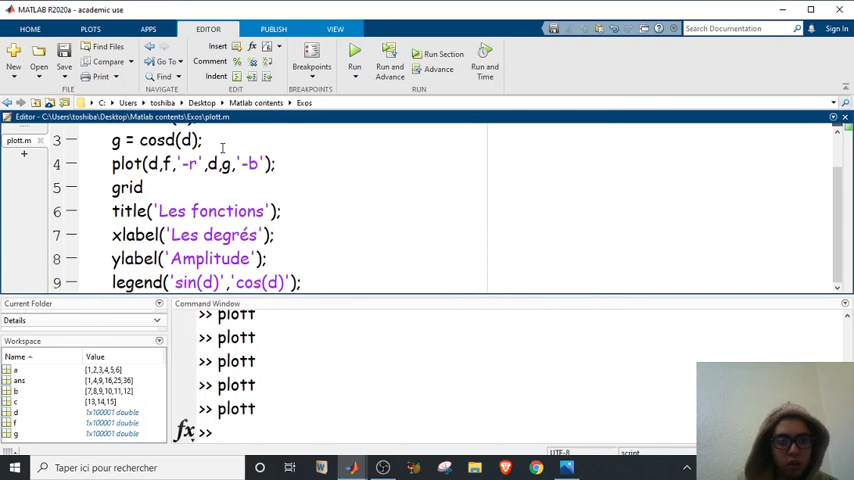 MATLAB R2020a - academic use
HOME PLOTS APPS EDITOR PUBLISH VIEW Search Documentation Sign In
New Open Save Find Files Compare Print Go To Find Insert Comment Indent Breakpoints Run Run and Advance Run Section Advance Run and Time
FILE NAVIGATE EDIT BREAKPOINTS RUN
C: Users toshiba Desktop Matlab contents Exos
Editor - C:\Users\toshiba\Desktop\Matlab contents\Exos\plott.m
plott.m
3 g = cosd(d);
4 plot(d,f,'-r',d,g,'-b');
5 grid
6 title('Les fonctions');
7 xlabel('Les degrés');
8 ylabel('Amplitude');
9 legend('sin(d)','cos(d)');
Current Folder
Details
Workspace
Name Value
a [1,2,3,4,5,6]
ans [1,4,9,16,25,36]
b [7,8,9,10,11,12]
c [13,14,15]
d 1x100001 double
f 1x100001 double
g 1x100001 double
Command Window
>> plott
>> plott
>> plott
>> plott
>> plott
fx >>
UTF-8 script
Taper ici pour rechercher